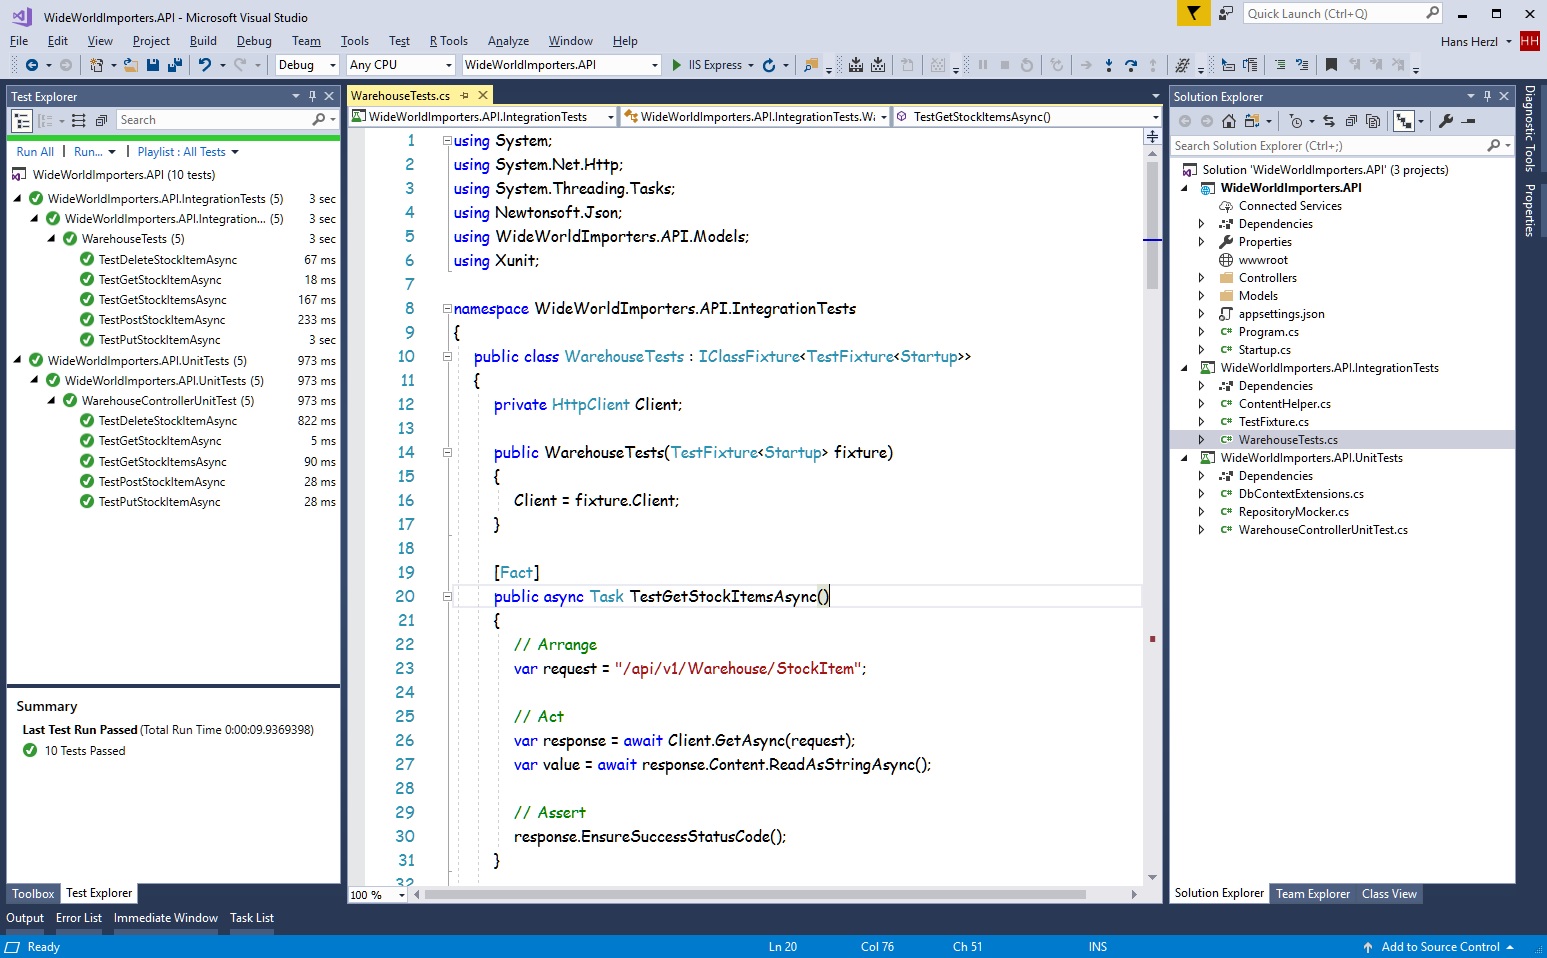 WideWorldImporters.API - Microsoft Visual Studio
Quick Launch (Ctrl+Q)
File Edit View Project Build Debug Team Tools Test R Tools Analyze Window Help
Hans Herzl HH
Debug Any CPU WideWorldImporters.API IIS Express
Test Explorer
Search
Run All | Run... | Playlist : All Tests
WideWorldImporters.API (10 tests)
WideWorldImporters.API.IntegrationTests (5) 3 sec
WideWorldImporters.API.Integration... (5) 3 sec
WarehouseTests (5) 3 sec
TestDeleteStockItemAsync 67 ms
TestGetStockItemAsync 18 ms
TestGetStockItemsAsync 167 ms
TestPostStockItemAsync 233 ms
TestPutStockItemAsync 3 sec
WideWorldImporters.API.UnitTests (5) 973 ms
WideWorldImporters.API.UnitTests (5) 973 ms
WarehouseControllerUnitTest (5) 973 ms
TestDeleteStockItemAsync 822 ms
TestGetStockItemAsync 5 ms
TestGetStockItemsAsync 90 ms
TestPostStockItemAsync 28 ms
TestPutStockItemAsync 28 ms
Summary
Last Test Run Passed (Total Run Time 0:00:09.9369398)
10 Tests Passed
Toolbox Test Explorer
WarehouseTests.cs
WideWorldImporters.API.IntegrationTests WideWorldImporters.API.IntegrationTests.Wa TestGetStockItemsAsync()
1 using System;
2 using System.Net.Http;
3 using System.Threading.Tasks;
4 using Newtonsoft.Json;
5 using WideWorldImporters.API.Models;
6 using Xunit;
7
8 namespace WideWorldImporters.API.IntegrationTests
9 {
10 public class WarehouseTests : IClassFixture<TestFixture<Startup>>
11 {
12 private HttpClient Client;
13
14 public WarehouseTests(TestFixture<Startup> fixture)
15 {
16 Client = fixture.Client;
17 }
18
19 [Fact]
20 public async Task TestGetStockItemsAsync()
21 {
22 // Arrange
23 var request = "/api/v1/Warehouse/StockItem";
24
25 // Act
26 var response = await Client.GetAsync(request);
27 var value = await response.Content.ReadAsStringAsync();
28
29 // Assert
30 response.EnsureSuccessStatusCode();
31 }
32
100 %
Solution Explorer
Search Solution Explorer (Ctrl+;)
Solution 'WideWorldImporters.API' (3 projects)
WideWorldImporters.API
Connected Services
Dependencies
Properties
wwwroot
Controllers
Models
appsettings.json
C# Program.cs
C# Startup.cs
WideWorldImporters.API.IntegrationTests
Dependencies
C# ContentHelper.cs
C# TestFixture.cs
C# WarehouseTests.cs
WideWorldImporters.API.UnitTests
Dependencies
C# DbContextExtensions.cs
C# RepositoryMocker.cs
C# WarehouseControllerUnitTest.cs
Solution Explorer Team Explorer Class View
Diagnostic Tools
Properties
Output Error List Immediate Window Task List
Ready Ln 20 Col 76 Ch 51 INS Add to Source Control